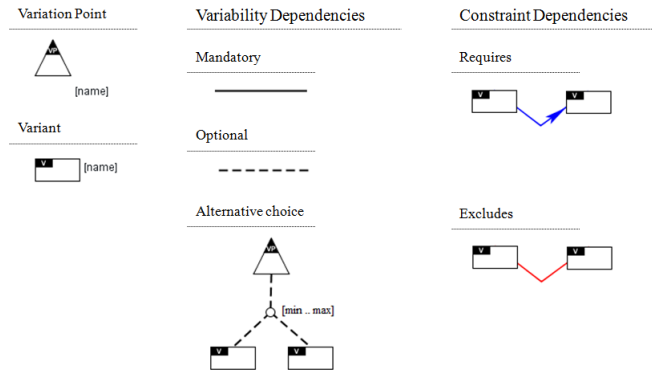 Variation Point
VP
[name]
Variant
V
[name]
Variability Dependencies
Mandatory
Optional
Alternative choice
VP
[min .. max]
V
V
Constraint Dependencies
Requires
V
V
Excludes
V
V